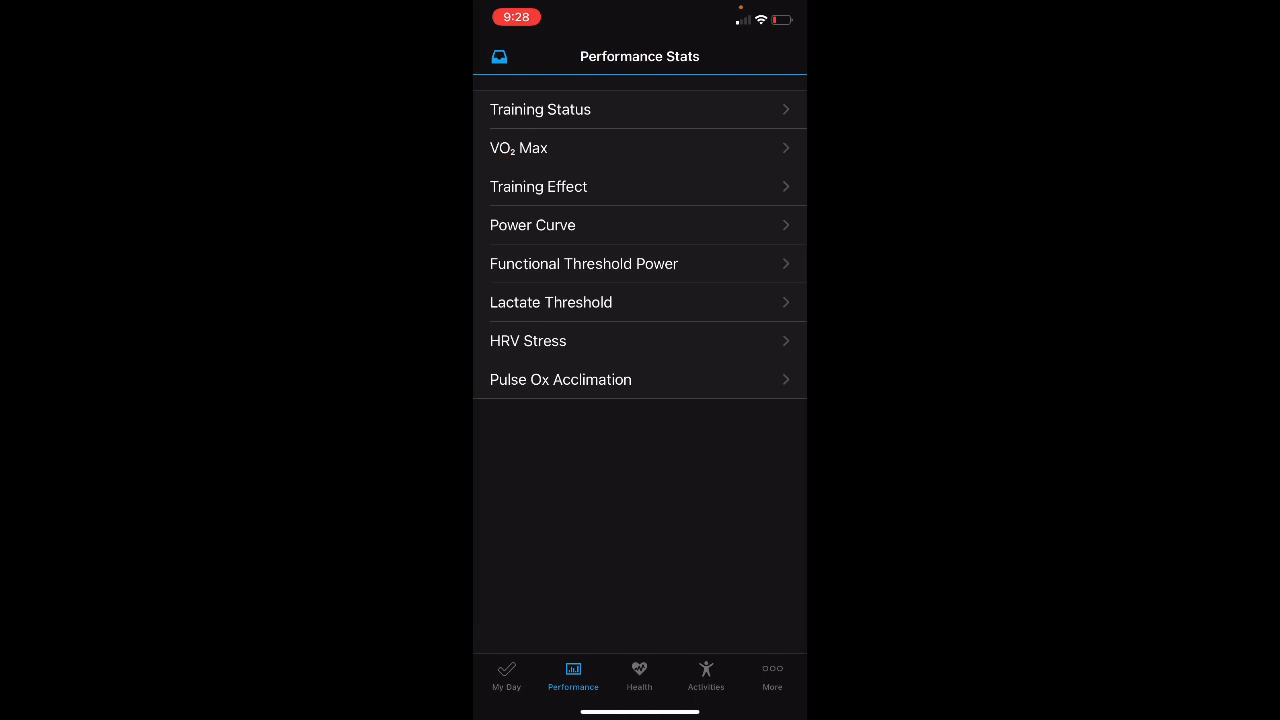 9:28
Performance Stats
Training Status
VO₂ Max
Training Effect
Power Curve
Functional Threshold Power
Lactate Threshold
HRV Stress
Pulse Ox Acclimation
My Day Performance Health Activities More